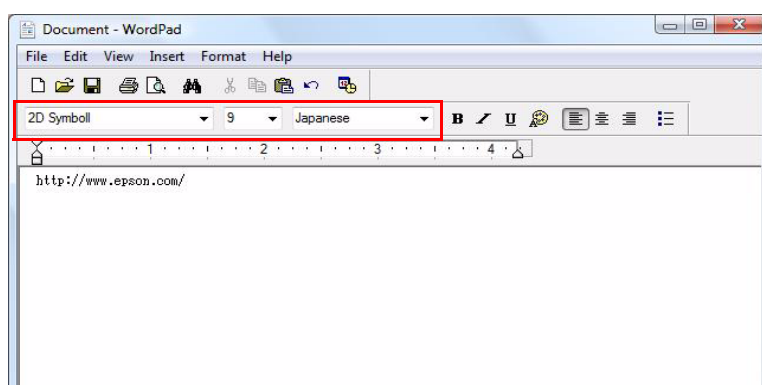 Document - WordPad
File Edit View Insert Format Help
2D Symboll 9 Japanese B U
1 2 3 4
http://www.epson.com/